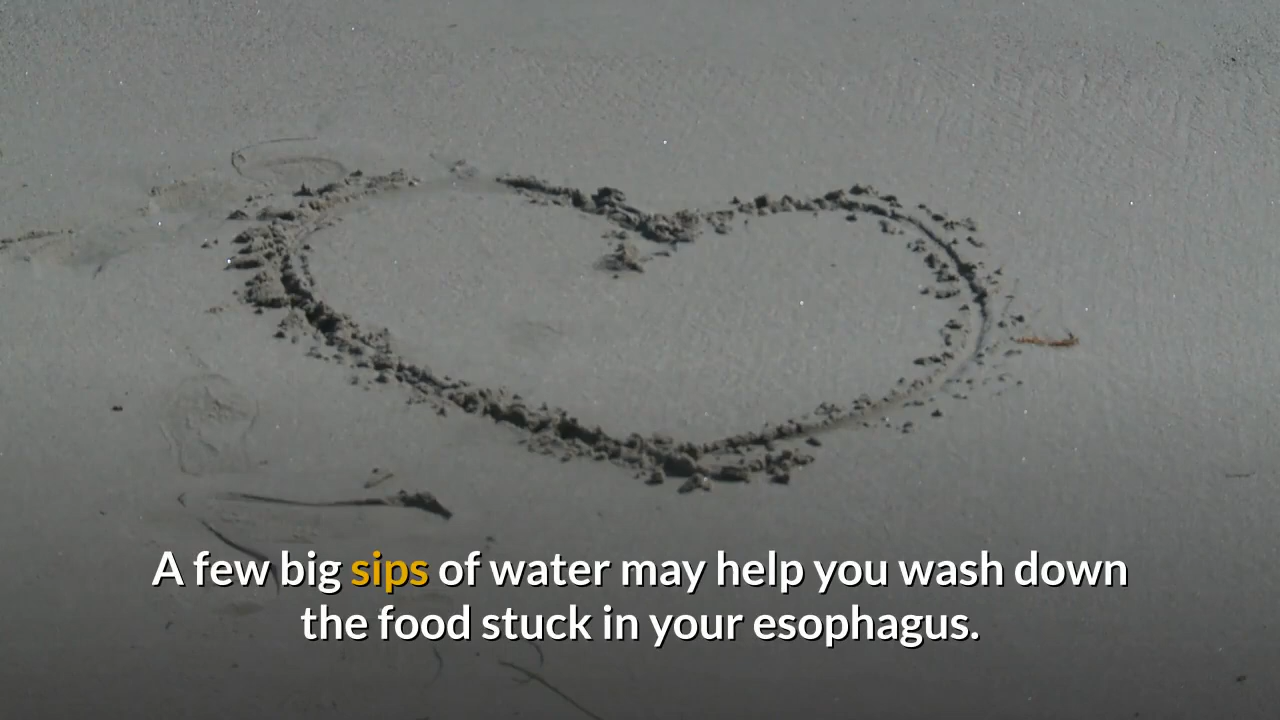 A few big sips of water may help you wash down
the food stuck in your esophagus.